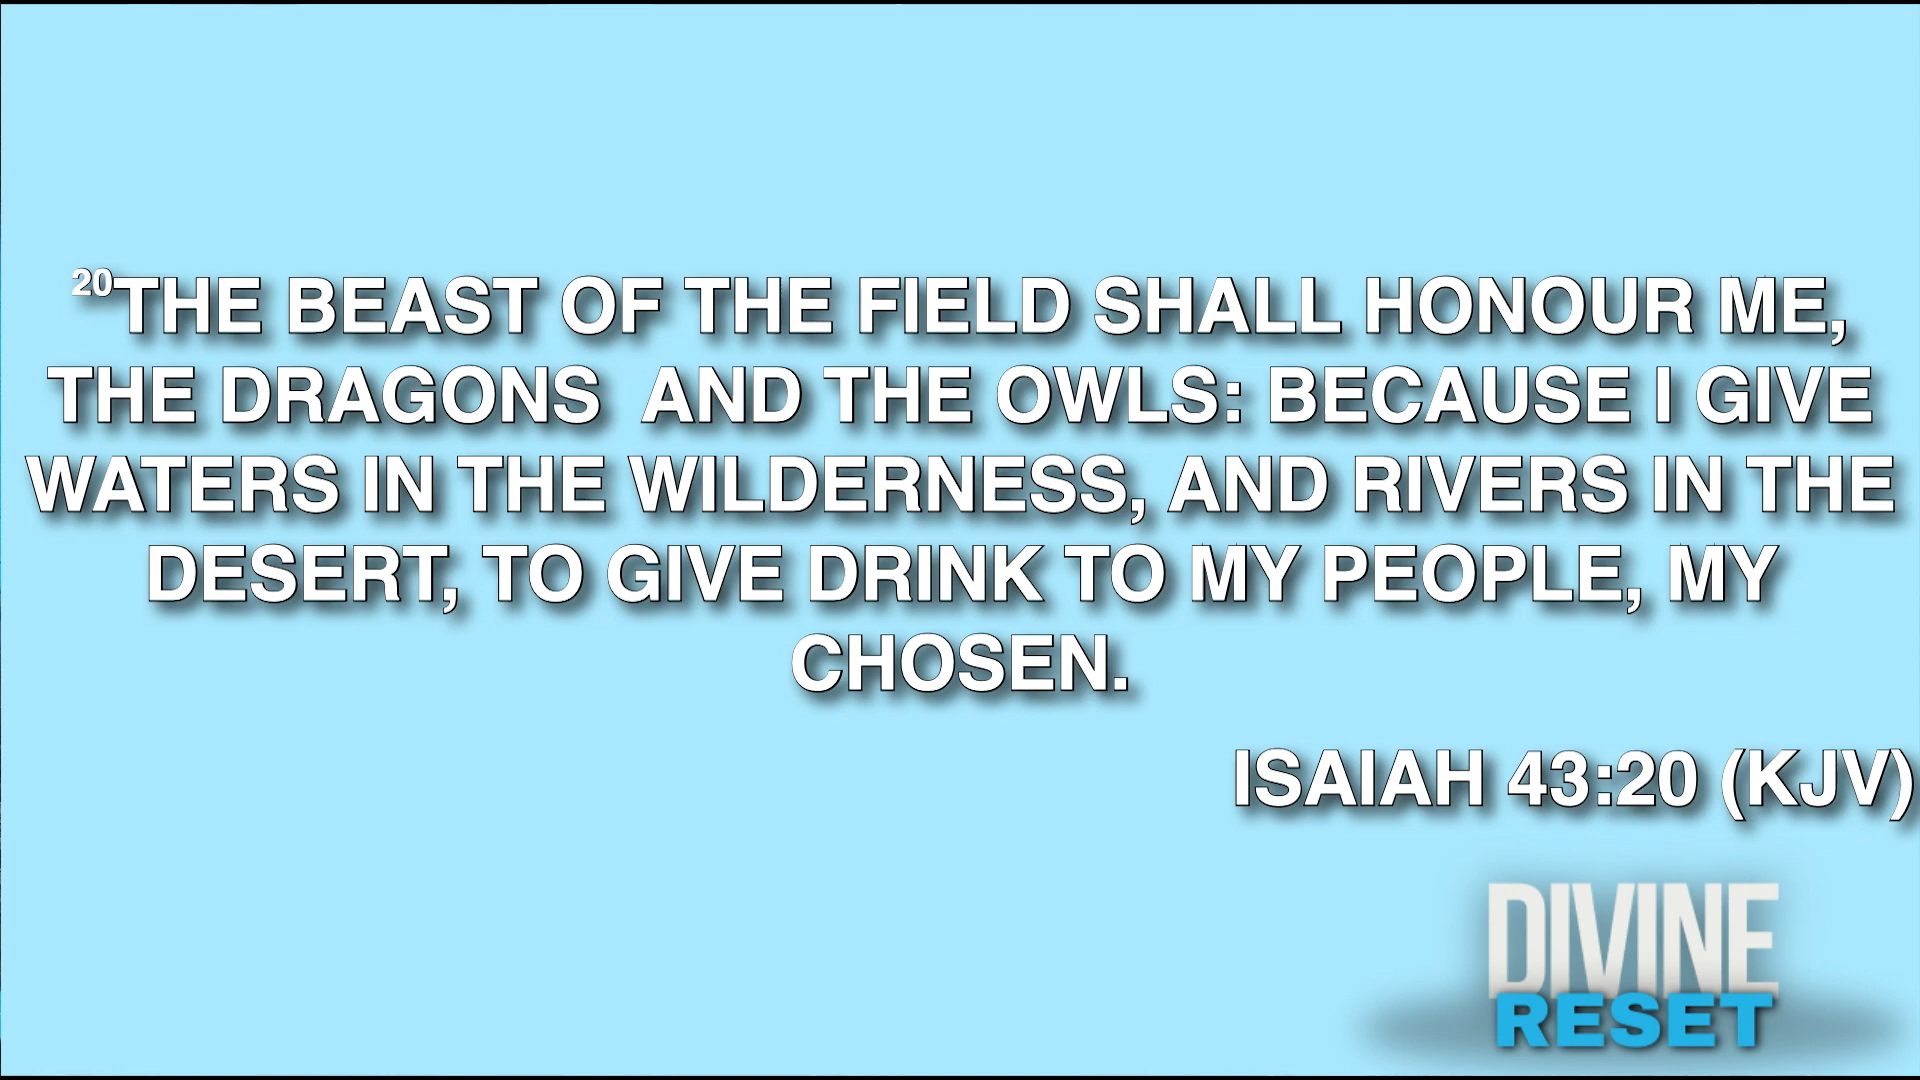 20THE BEAST OF THE FIELD SHALL HONOUR ME,
THE DRAGONS  AND THE OWLS: BECAUSE I GIVE
WATERS IN THE WILDERNESS, AND RIVERS IN THE
DESERT, TO GIVE DRINK TO MY PEOPLE, MY
CHOSEN.
ISAIAH 43:20 (KJV)
DIVINE
RESET